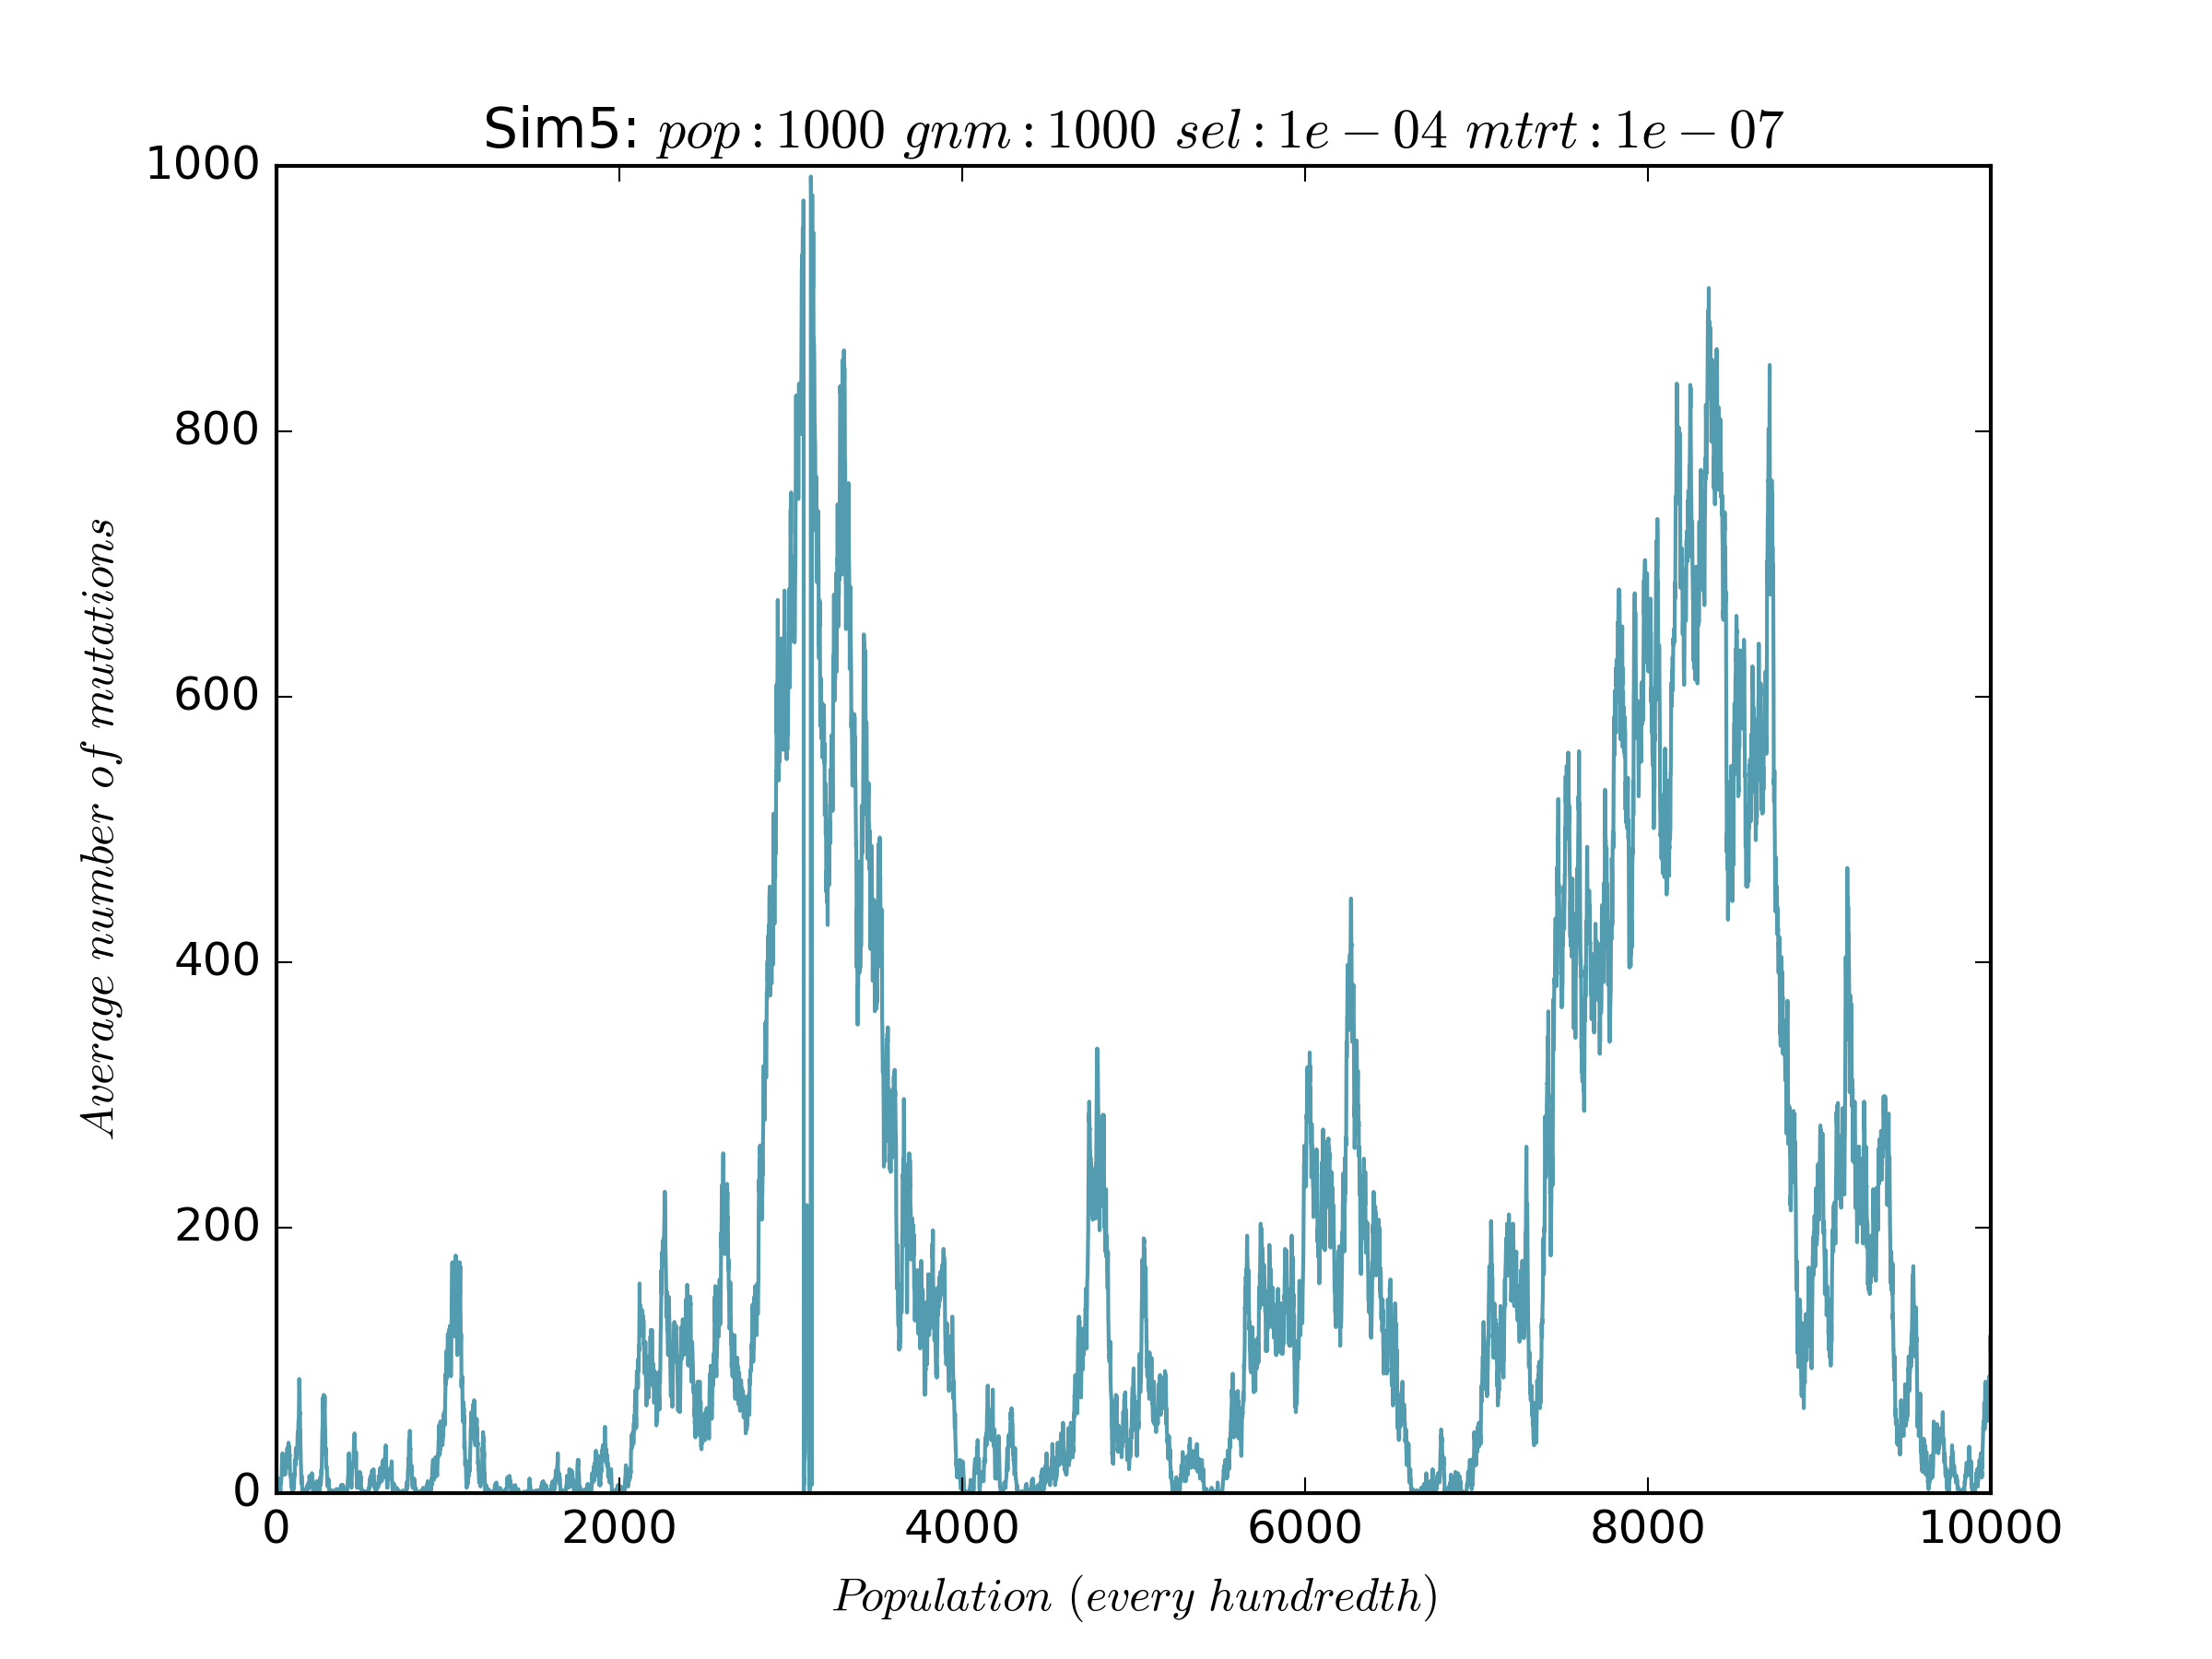 Sim5: pop : 1000 gnm : 1000 sel : 1e − 04 mtrt : 1e − 07
1000
800
600
400
200
0
Average number of mutations
0 2000 4000 6000 8000 10000
Population (every hundredth)